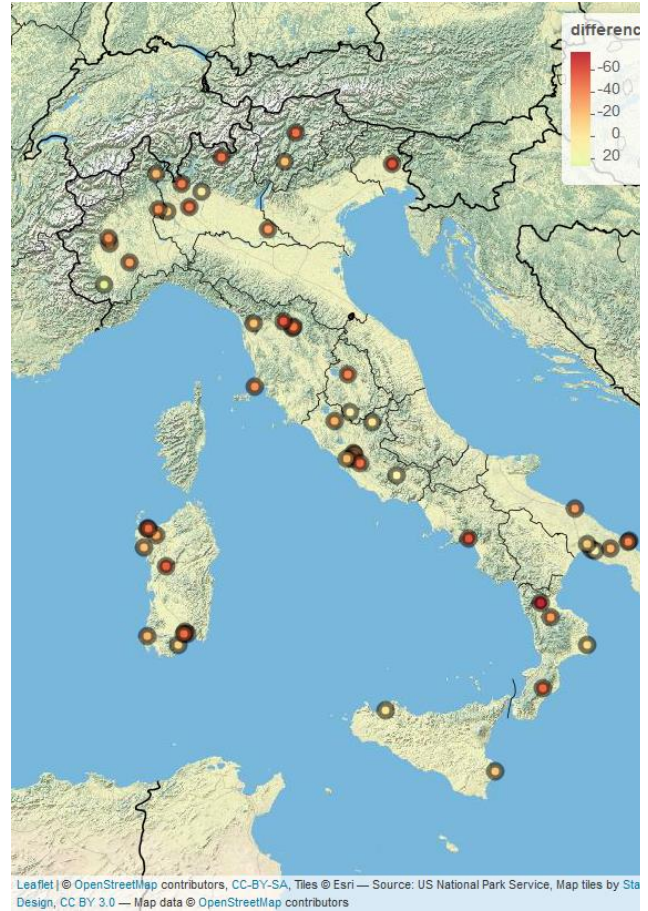 differenc
-60
-40
-20
0
20
Leaflet | © OpenStreetMap contributors, CC-BY-SA, Tiles © Esri — Source: US National Park Service, Map tiles by Sta
Design, CC BY 3.0 — Map data © OpenStreetMap contributors